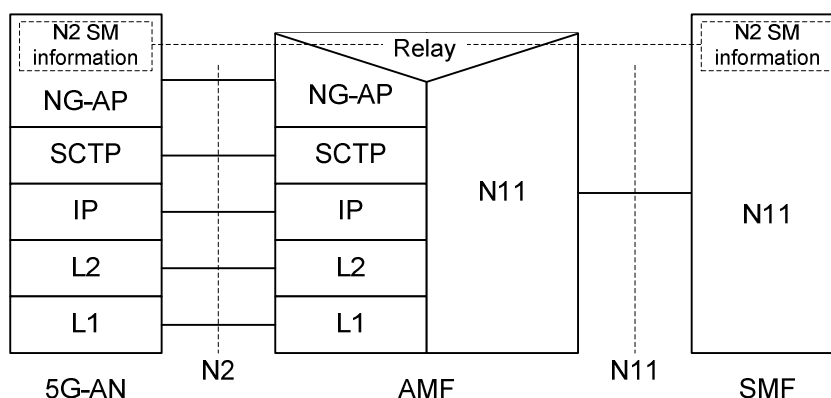 N2 SM
information
Relay
N2 SM
information
NG-AP
NG-AP
SCTP
SCTP
N11
N11
IP
IP
L2
L2
L1
L1
N2
N11
5G-AN
AMF
SMF